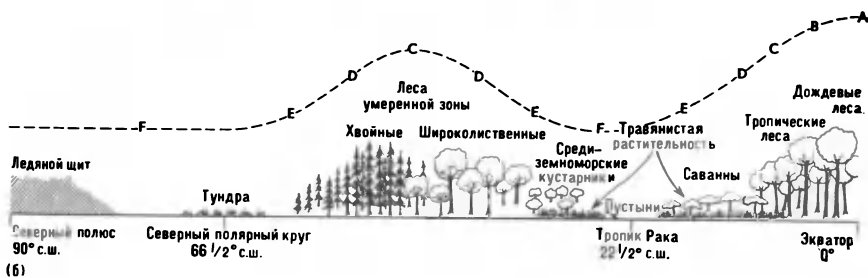 A
B
C
C
D
D
D
E
E
E
F
F
Леса
умеренной зоны
Дождевые
леса
Тропические
леса
Хвойные
Широколиственные
Травянистая
растительность
Среди-
земноморские
кустарники
Саванны
Ледяной щит
Тундра
Пустыни
Северный полюс
90° с.ш.
Северный полярный круг
66 1/2° с.ш.
Тропик Рака
22 1/2° с.ш.
Экватор
0°
(б)